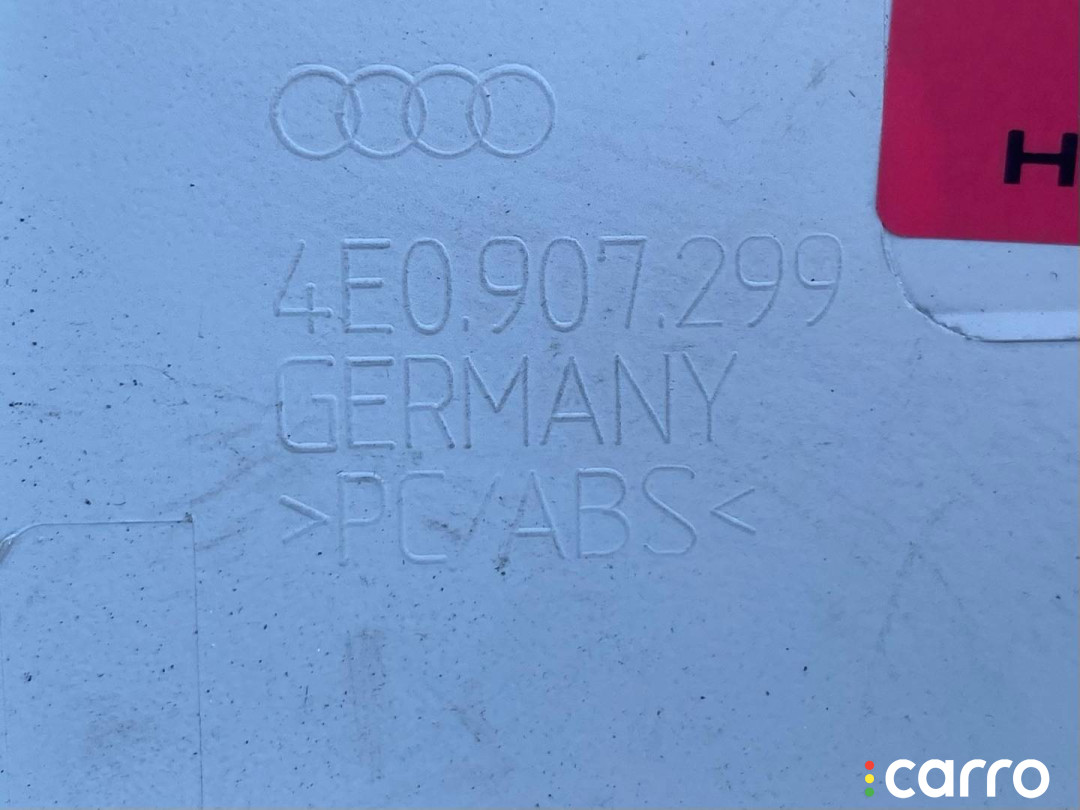 H
4E0.907.299
GERMANY
>PC/ABS<
carro